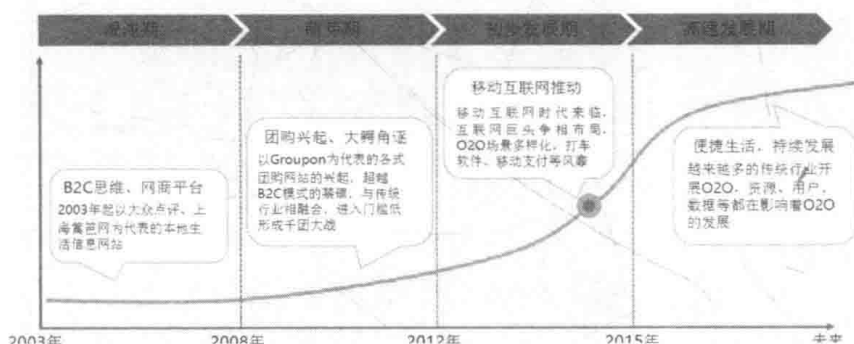 萌芽期
初步发展期
高速发展期
移动互联网推动
移动互联网时代来临,
互联网巨头争相布局,
O2O场景多样化,打车
软件、移动支付等风靡
团购兴起、大鳄角逐
以Groupon为代表的各式
团购网站的兴起,超越
B2C模式的禁锢,与传统
行业相融合,进入门槛低
形成千团大战
便捷生活,持续发展
越来越多的传统行业开
展O2O,资源、用户、
数据等都在影响着O2O
的发展
B2C思维、网商平台
2003年起以大众点评、上
海篱笆网为代表的本地生
活信息网站
2003年
2008年
2012年
2015年
未来